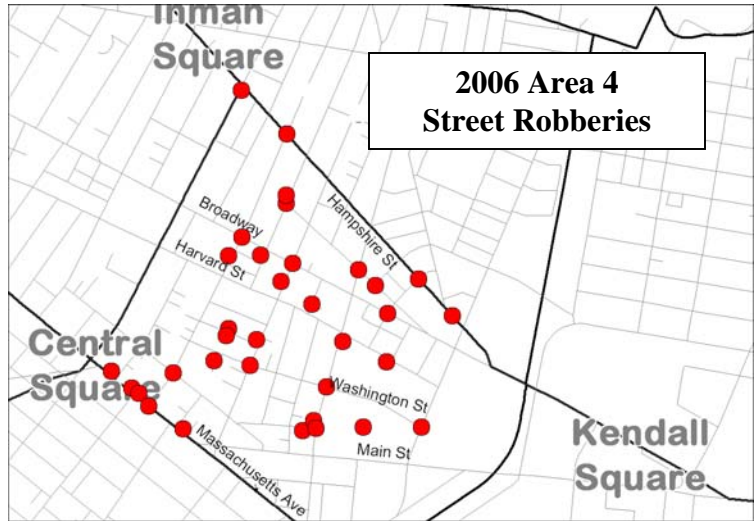 Inman
Square
2006 Area 4
Street Robberies
Broadway
Hampshire St
Harvard St
Central
Square
Washington St
Massachusetts Ave
Main St
Kendall
Square